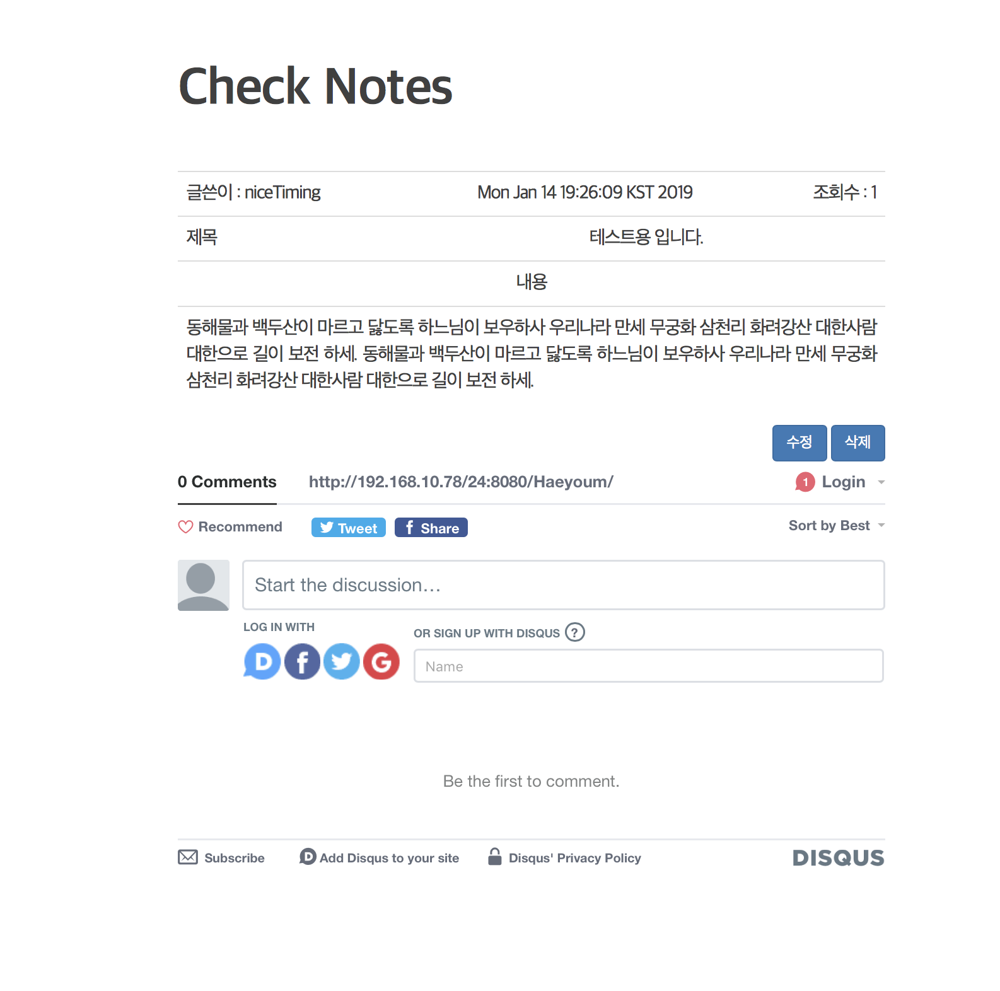 Check Notes
글쓴이 : niceTiming Mon Jan 14 19:26:09 KST 2019 조회수 : 1
제목 테스트용 입니다.
내용
동해물과 백두산이 마르고 닳도록 하느님이 보우하사 우리나라 만세 무궁화 삼천리 화려강산 대한사람
대한으로 길이 보전 하세. 동해물과 백두산이 마르고 닳도록 하느님이 보우하사 우리나라 만세 무궁화
삼천리 화려강산 대한사람 대한으로 길이 보전 하세.
수정 삭제
0 Comments http://192.168.10.78/24:8080/Haeyoum/ 1 Login
Recommend Tweet Share Sort by Best
Start the discussion...
LOG IN WITH
OR SIGN UP WITH DISQUS ?
Name
Be the first to comment.
Subscribe Add Disqus to your site Disqus' Privacy Policy DISQUS